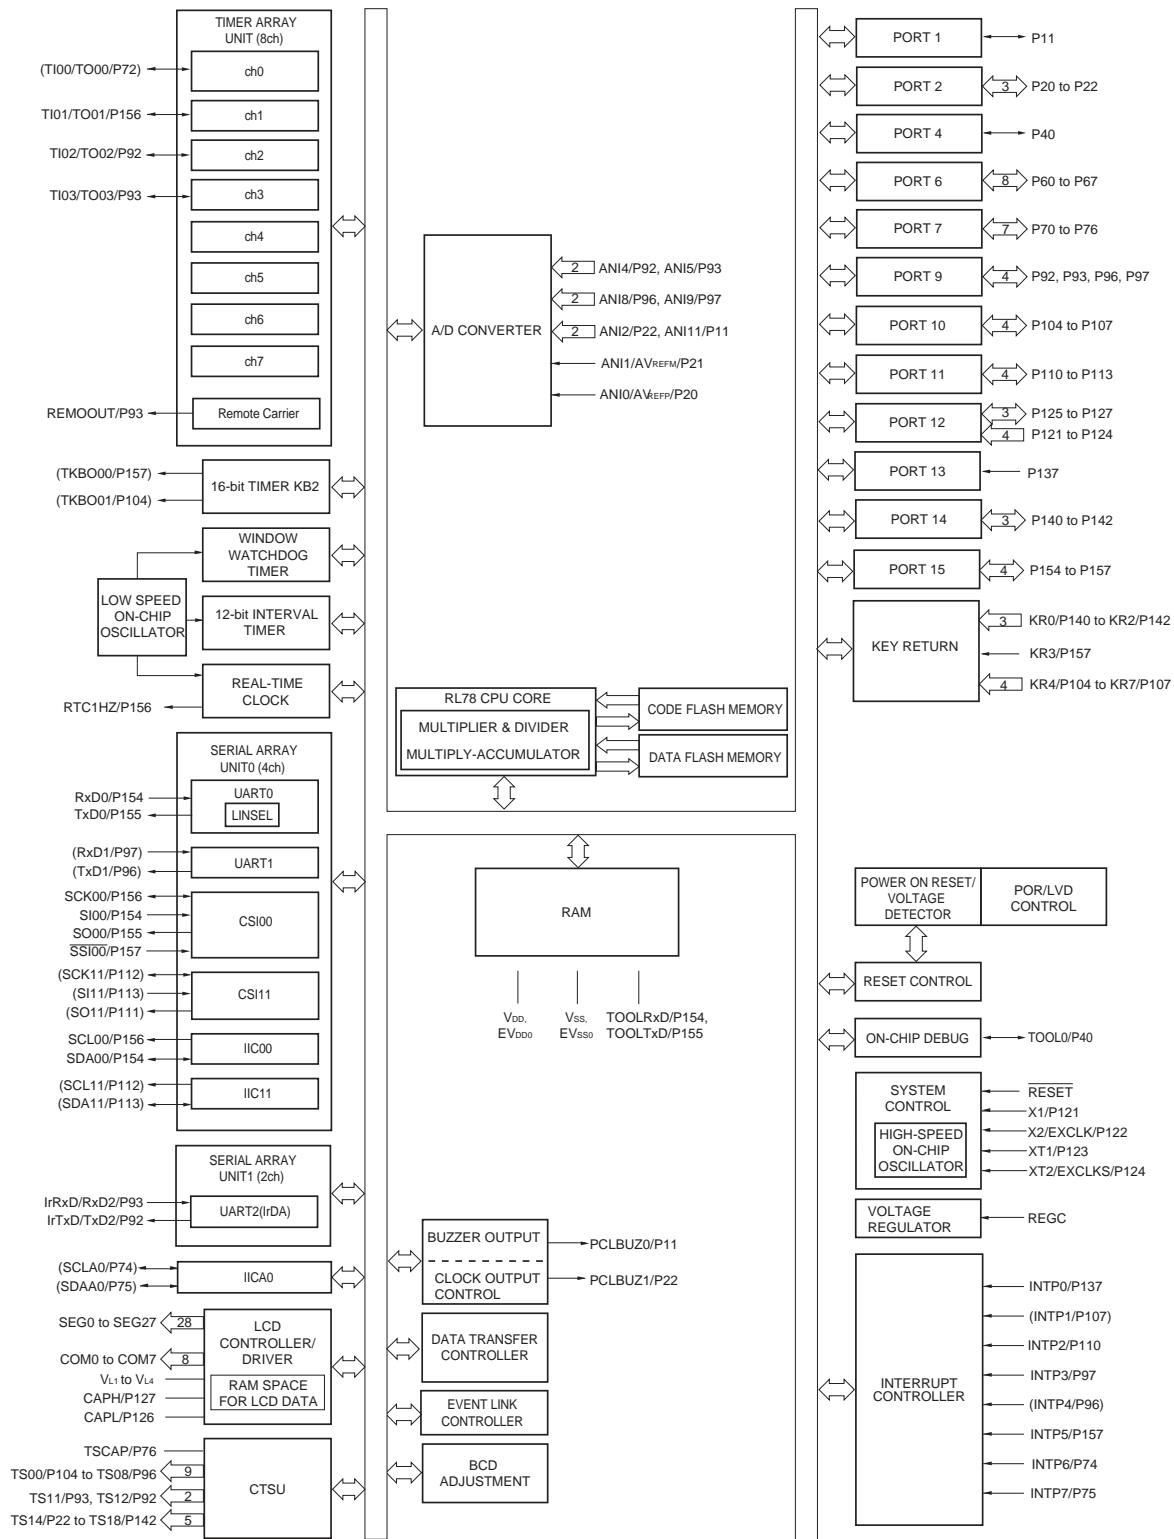 TIMER ARRAY
UNIT (8ch)
(TI00/TO00/P72)
ch0
TI01/TO01/P156
ch1
TI02/TO02/P92
ch2
TI03/TO03/P93
ch3
ch4
ch5
ch6
ch7
REMOOUT/P93
Remote Carrier
(TKBO00/P157)
(TKBO01/P104)
16-bit TIMER KB2
WINDOW
WATCHDOG
TIMER
LOW SPEED
ON-CHIP
OSCILLATOR
12-bit INTERVAL
TIMER
REAL-TIME
CLOCK
RTC1HZ/P156
SERIAL ARRAY
UNIT0 (4ch)
RxD0/P154
TxD0/P155
UART0
LINSEL
(RxD1/P97)
(TxD1/P96)
UART1
SCK00/P156
SI00/P154
SO00/P155
SSI00/P157
CSI00
(SCK11/P112)
(SI11/P113)
(SO11/P111)
CSI11
SCL00/P156
SDA00/P154
IIC00
(SCL11/P112)
(SDA11/P113)
IIC11
SERIAL ARRAY
UNIT1 (2ch)
IrRxD/RxD2/P93
IrTxD/TxD2/P92
UART2(IrDA)
(SCLA0/P74)
(SDAA0/P75)
IICA0
SEG0 to SEG27
28
COM0 to COM7
8
VL1 to VL4
CAPH/P127
CAPL/P126
LCD
CONTROLLER/
DRIVER
RAM SPACE
FOR LCD DATA
TSCAP/P76
TS00/P104 to TS08/P96
9
TS11/P93, TS12/P92
2
TS14/P22 to TS18/P142
5
CTSU
A/D CONVERTER
2 ANI4/P92, ANI5/P93
2 ANI8/P96, ANI9/P97
2 ANI2/P22, ANI11/P11
ANI1/AVREFM/P21
ANI0/AVREFP/P20
RL78 CPU CORE
MULTIPLIER & DIVIDER
MULTIPLY-ACCUMULATOR
CODE FLASH MEMORY
DATA FLASH MEMORY
RAM
VDD,
EVDD0
VSS,
EVSS0
TOOLRxD/P154,
TOOLTxD/P155
BUZZER OUTPUT
CLOCK OUTPUT
CONTROL
PCLBUZ0/P11
PCLBUZ1/P22
DATA TRANSFER
CONTROLLER
EVENT LINK
CONTROLLER
BCD
ADJUSTMENT
PORT 1
P11
PORT 2
3
P20 to P22
PORT 4
P40
PORT 6
8
P60 to P67
PORT 7
7
P70 to P76
PORT 9
4
P92, P93, P96, P97
PORT 10
4
P104 to P107
PORT 11
4
P110 to P113
PORT 12
3
P125 to P127
4
P121 to P124
PORT 13
P137
PORT 14
3
P140 to P142
PORT 15
4
P154 to P157
KEY RETURN
3
KR0/P140 to KR2/P142
KR3/P157
4
KR4/P104 to KR7/P107
POWER ON RESET/
VOLTAGE
DETECTOR
POR/LVD
CONTROL
RESET CONTROL
ON-CHIP DEBUG
TOOL0/P40
SYSTEM
CONTROL
HIGH-SPEED
ON-CHIP
OSCILLATOR
RESET
X1/P121
X2/EXCLK/P122
XT1/P123
XT2/EXCLKS/P124
VOLTAGE
REGULATOR
REGC
INTERRUPT
CONTROLLER
INTP0/P137
(INTP1/P107)
INTP2/P110
INTP3/P97
(INTP4/P96)
INTP5/P157
INTP6/P74
INTP7/P75